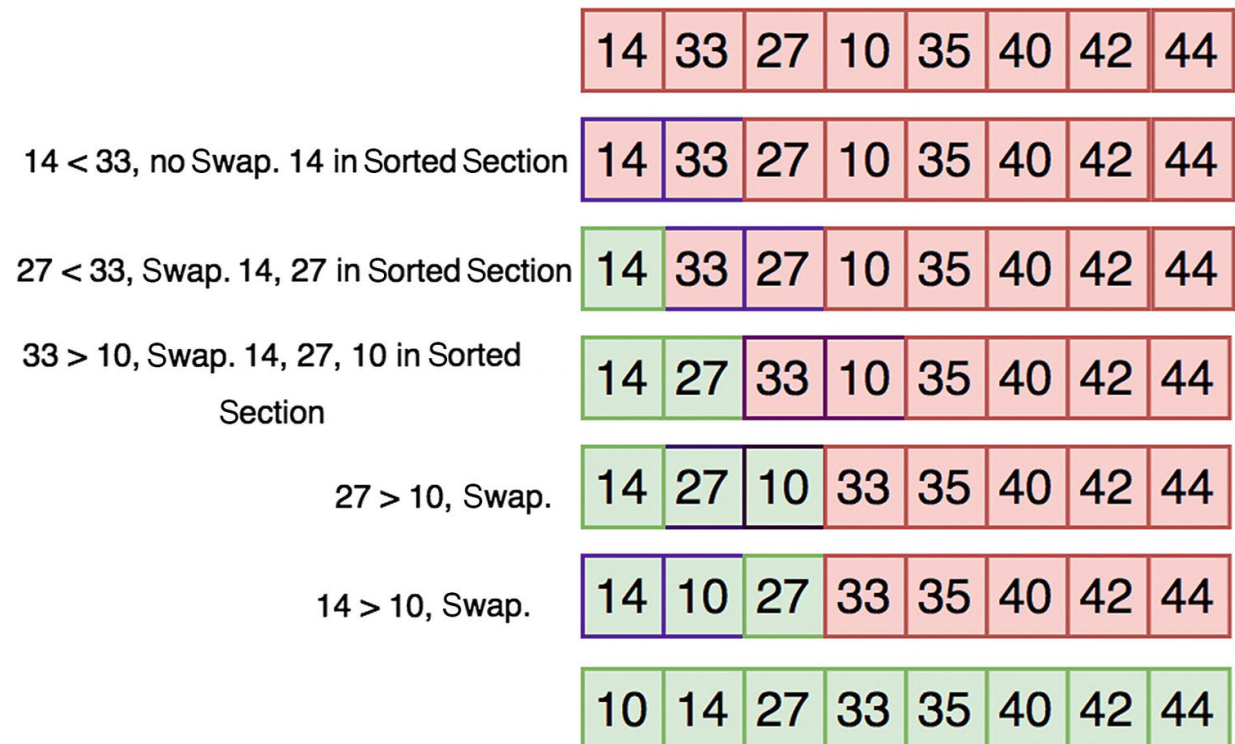 14 33 27 10 35 40 42 44
14 < 33, no Swap. 14 in Sorted Section 14 33 27 10 35 40 42 44
27 < 33, Swap. 14, 27 in Sorted Section 14 33 27 10 35 40 42 44
33 > 10, Swap. 14, 27, 10 in Sorted
Section
14 27 33 10 35 40 42 44
27 > 10, Swap. 14 27 10 33 35 40 42 44
14 > 10, Swap. 14 10 27 33 35 40 42 44
10 14 27 33 35 40 42 44